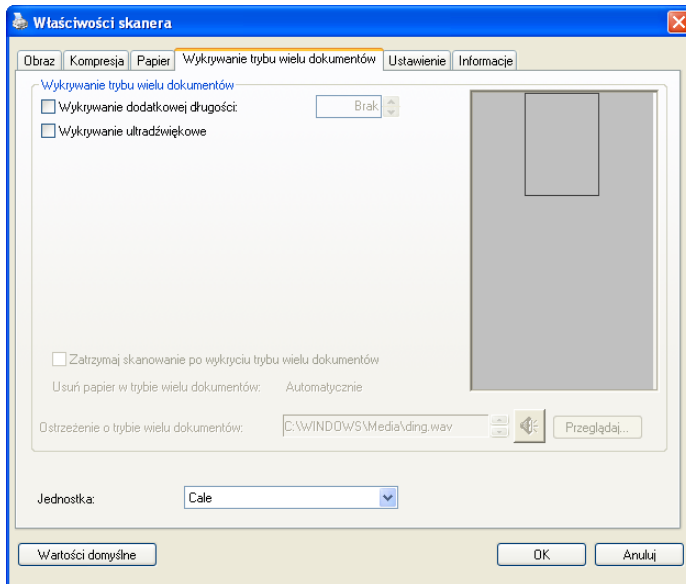 Właściwości skanera
Obraz Kompresja Papier Wykrywanie trybu wielu dokumentów Ustawienie Informacje
Wykrywanie trybu wielu dokumentów
Wykrywanie dodatkowej długości: Brak
Wykrywanie ultradźwiękowe
Zatrzymaj skanowanie po wykryciu trybu wielu dokumentów
Usuń papier w trybie wielu dokumentów: Automatycznie
Ostrzeżenie o trybie wielu dokumentów: C:\WINDOWS\Media\ding.wav Przeglądaj...
Jednostka: Cale
Wartości domyślne OK Anuluj